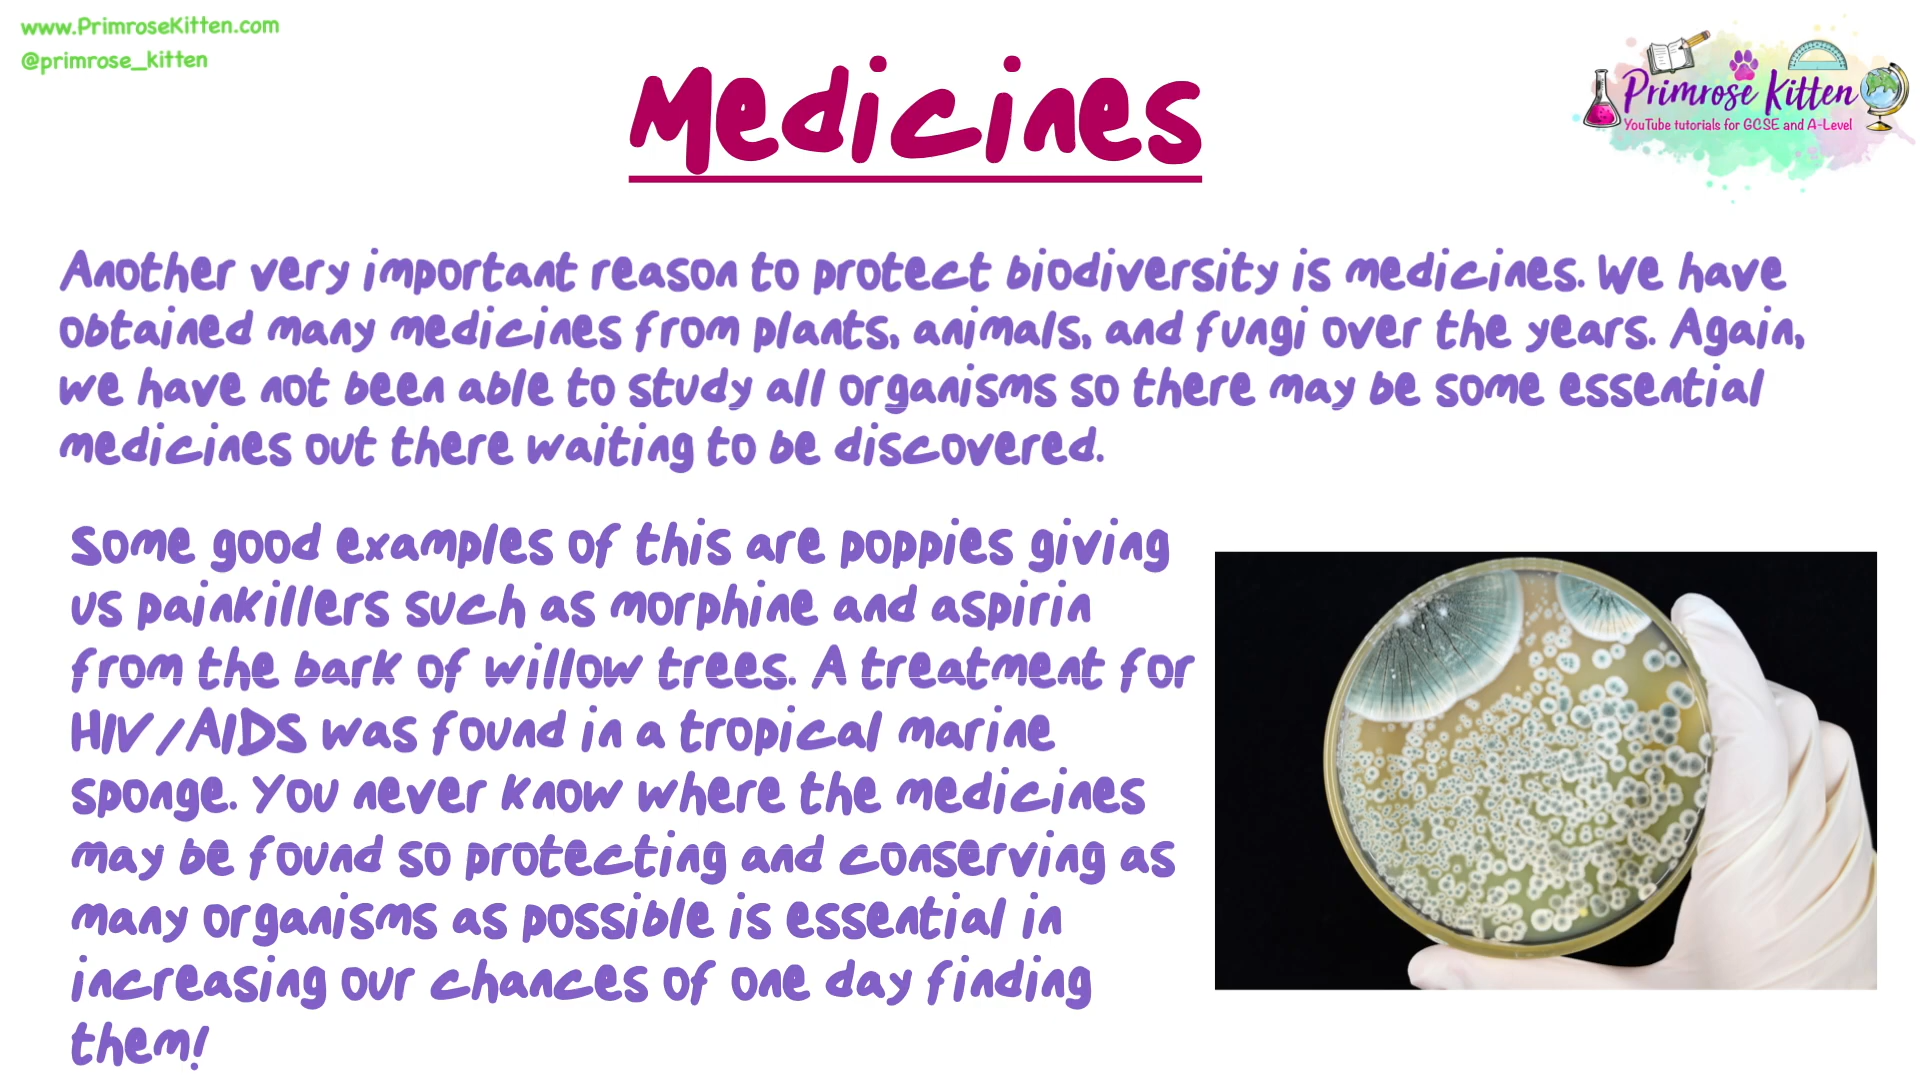 www.PrimroseKitten.com
@primrose_kitten
Medicines
Primrose Kitten
YouTube tutorials for GCSE and A-Level
Another very important reason to protect biodiversity is medicines. We have
obtained many medicines from plants, animals, and fungi over the years. Again,
we have not been able to study all organisms so there may be some essential
medicines out there waiting to be discovered.
Some good examples of this are poppies giving
us painkillers such as morphine and aspirin
from the bark of willow trees. A treatment for
HIV/AIDS was found in a tropical marine
sponge. You never know where the medicines
may be found so protecting and conserving as
many organisms as possible is essential in
increasing our chances of one day finding
them!